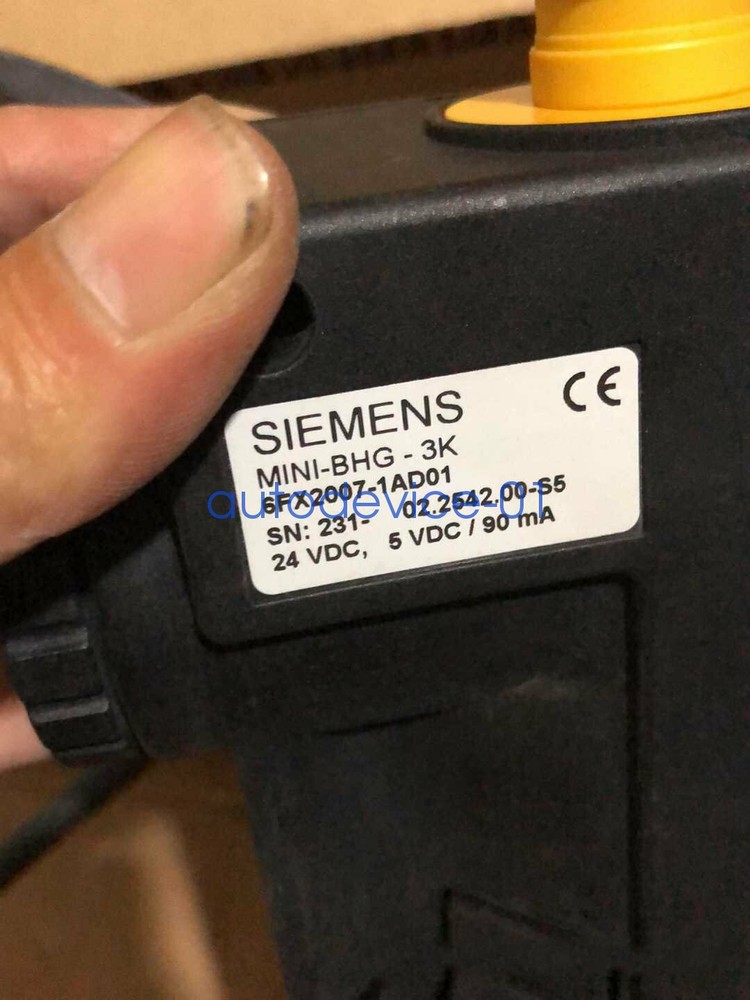 SIEMENS CE
MINI-BHG - 3K
6FX2007-1AD01
autodevice-01
SN: 231- 02.2542.00-S5
24 VDC, 5 VDC / 90 mA